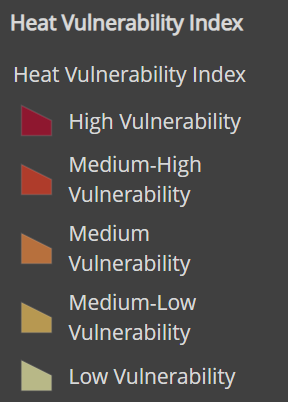 Heat Vulnerability Index
Heat Vulnerability Index
High Vulnerability
Medium-High
Vulnerability
Medium
Vulnerability
Medium-Low
Vulnerability
Low Vulnerability